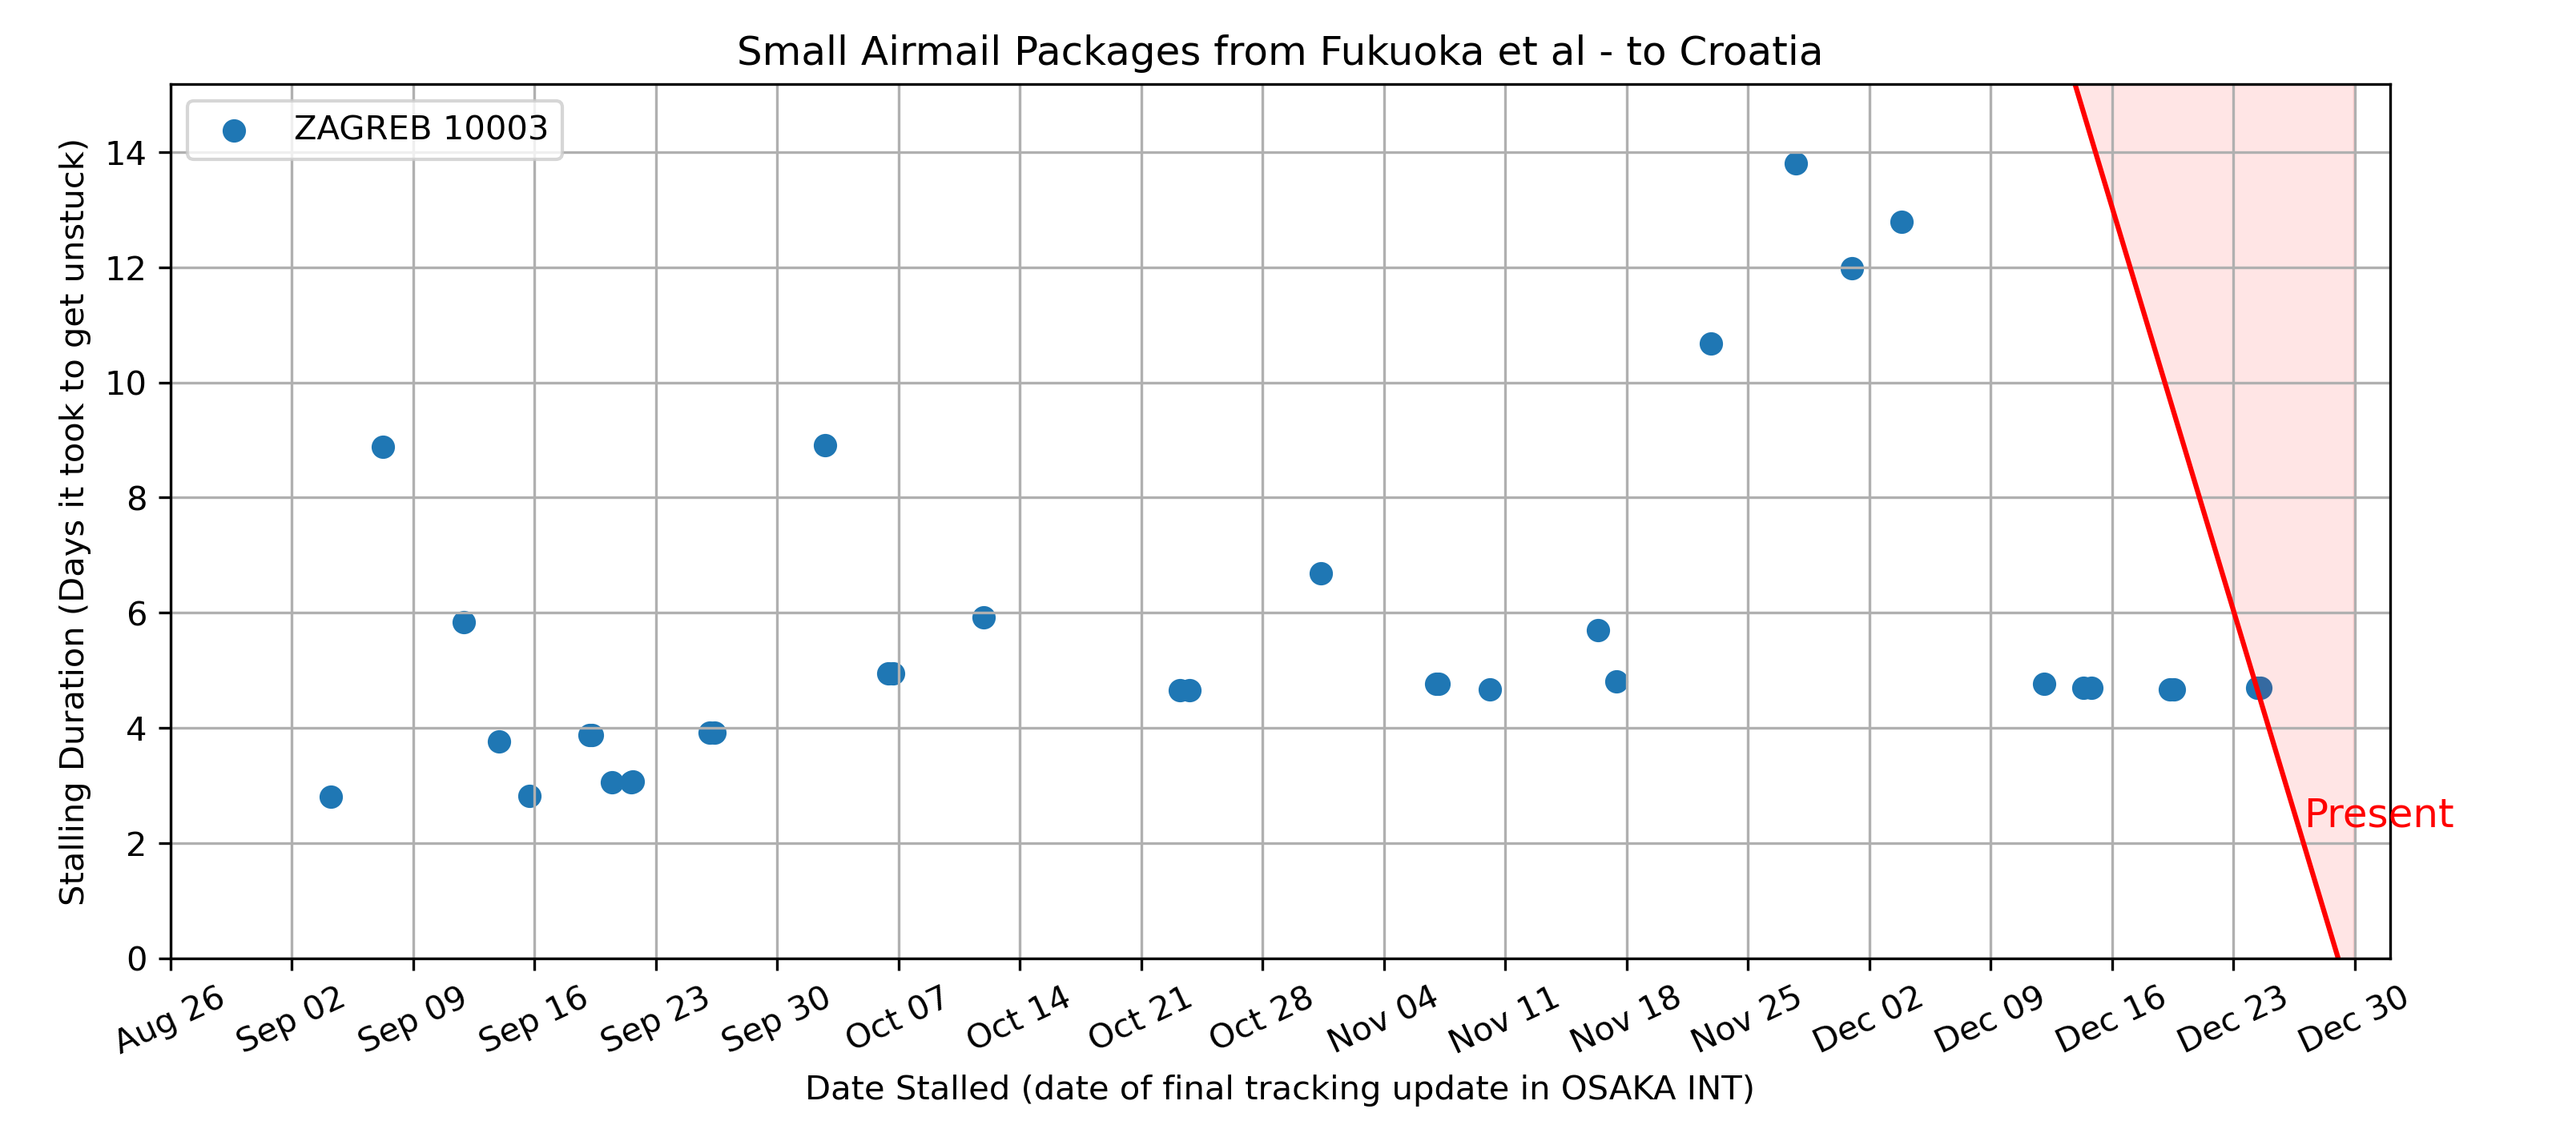 Small Airmail Packages from Fukuoka et al - to Croatia
ZAGREB 10003
Stalling Duration (Days it took to get unstuck)
14
12
10
8
6
4
2
0
Present
Aug 26
Sep 02
Sep 09
Sep 16
Sep 23
Sep 30
Oct 07
Oct 14
Oct 21
Oct 28
Nov 04
Nov 11
Nov 18
Nov 25
Dec 02
Dec 09
Dec 16
Dec 23
Dec 30
Date Stalled (date of final tracking update in OSAKA INT)